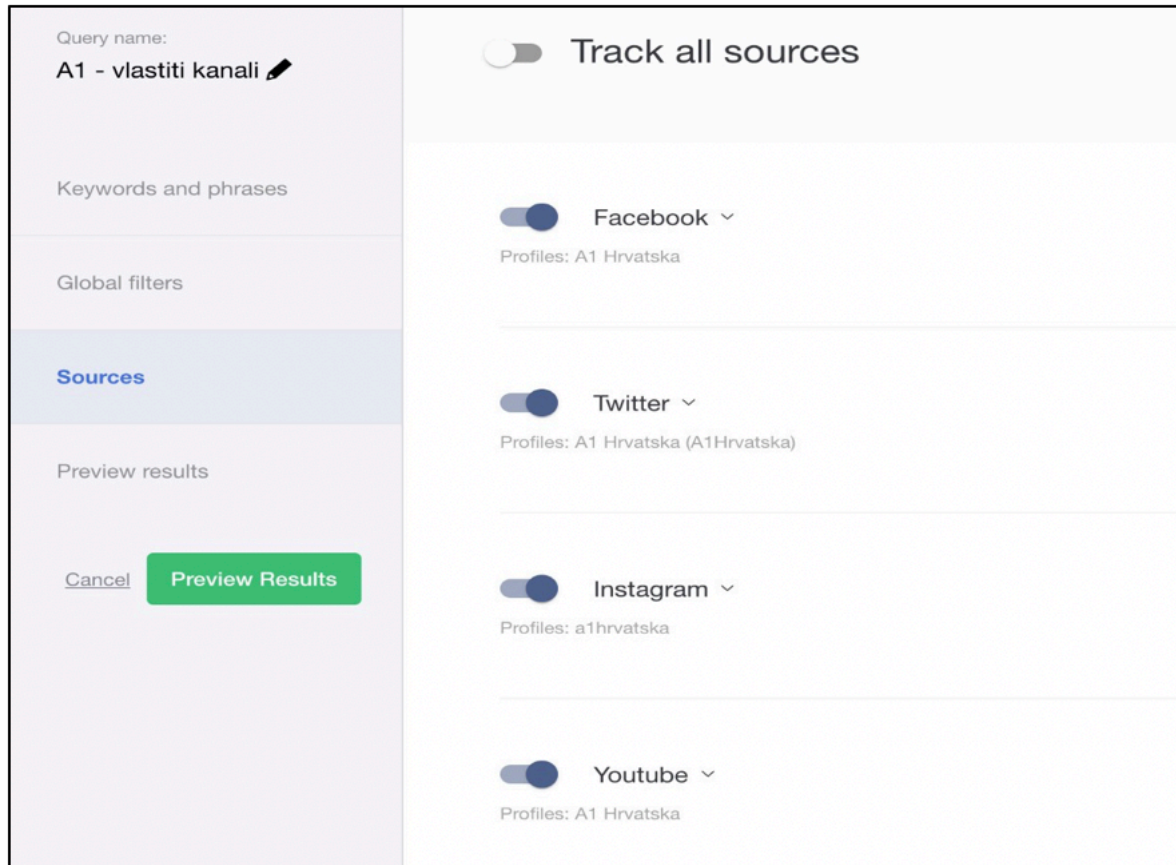 Query name:
A1 - vlastiti kanali
Keywords and phrases
Global filters
Sources
Preview results
Cancel
Preview Results
Track all sources
Facebook
Profiles: A1 Hrvatska
Twitter
Profiles: A1 Hrvatska (A1Hrvatska)
Instagram
Profiles: a1hrvatska
Youtube
Profiles: A1 Hrvatska